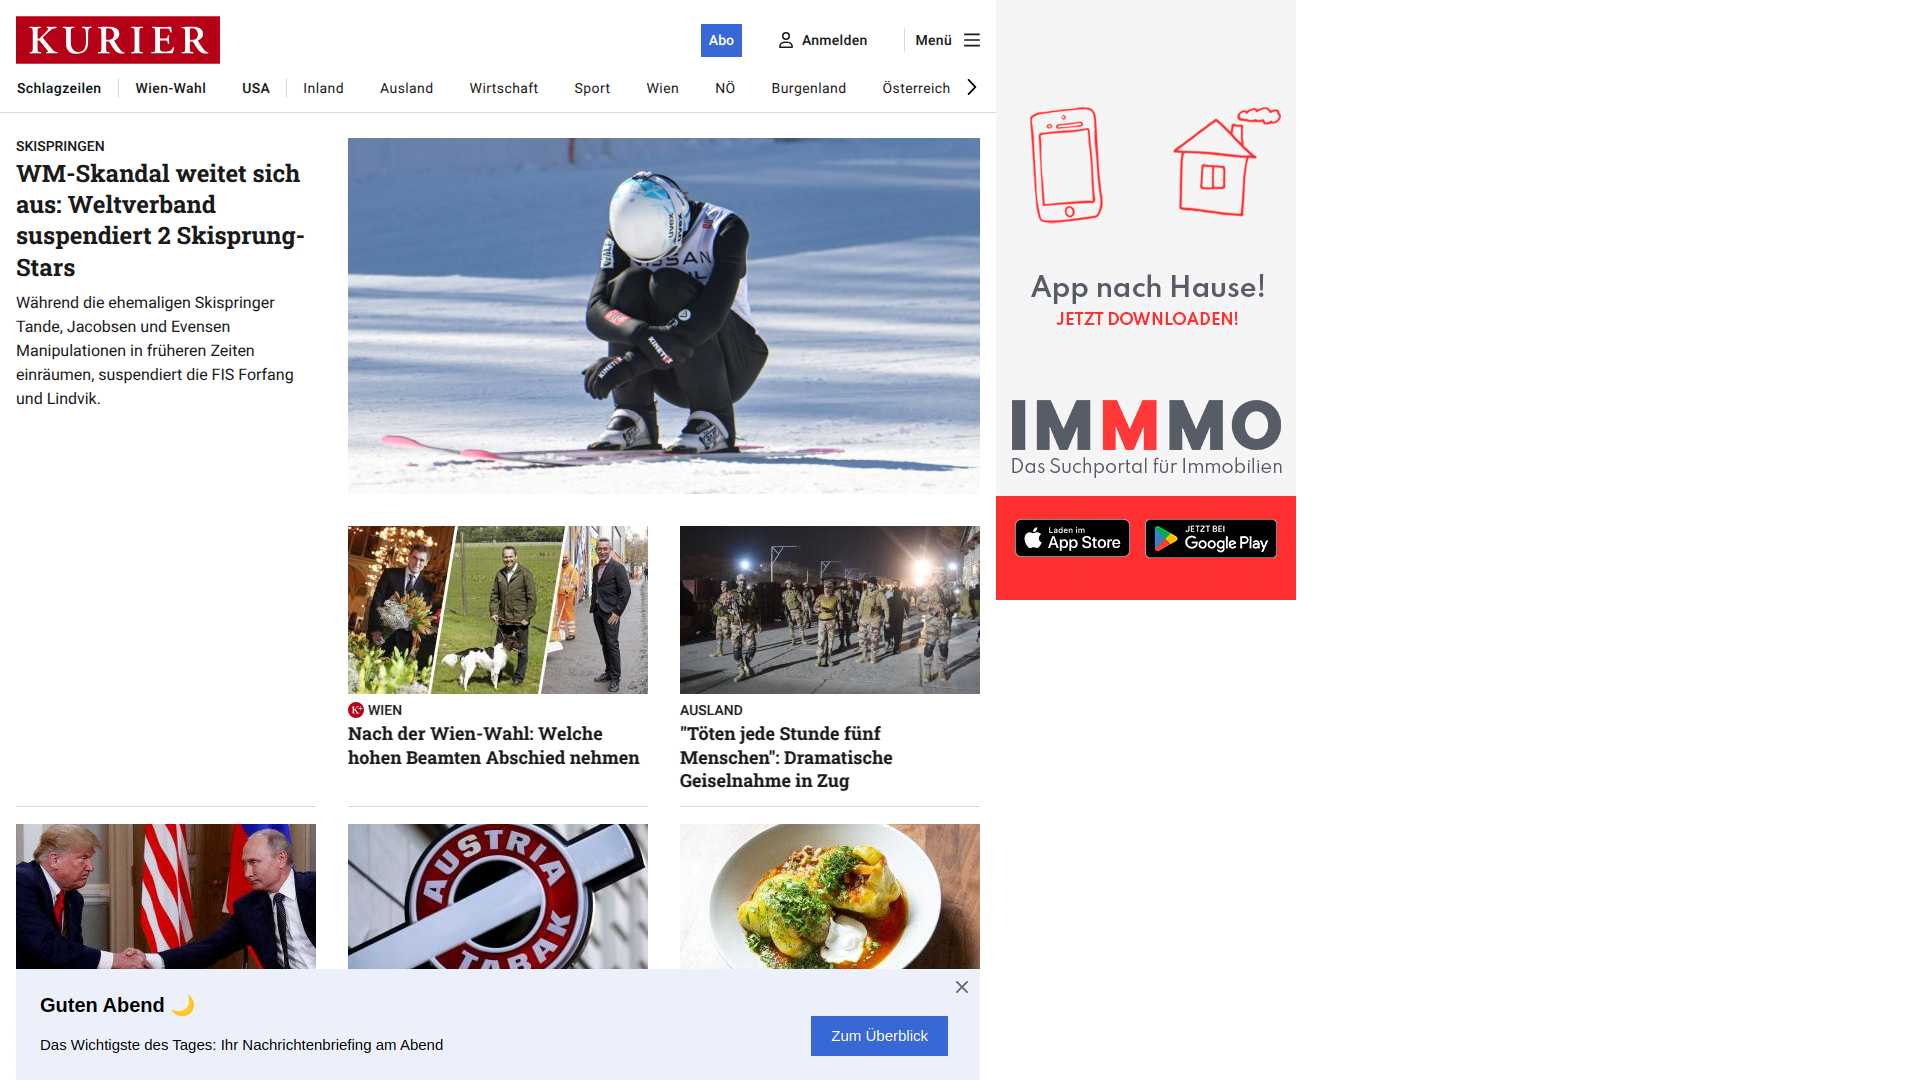 KURIER
Abo
Anmelden
Menü
Schlagzeilen
Wien-Wahl
USA
Inland
Ausland
Wirtschaft
Sport
Wien
NÖ
Burgenland
Österreich
SKISPRINGEN
WM-Skandal weitet sich
aus: Weltverband
suspendiert 2 Skisprung-
Stars
Während die ehemaligen Skispringer
Tande, Jacobsen und Evensen
Manipulationen in früheren Zeiten
einräumen, suspendiert die FIS Forfang
und Lindvik.
uvex
NISSAN
KINETIXX
KINETIXX
K+ WIEN
Nach der Wien-Wahl: Welche
hohen Beamten Abschied nehmen
AUSLAND
"Töten jede Stunde fünf
Menschen": Dramatische
Geiselnahme in Zug
AUSTRIA
TABAK
Guten Abend 🌙
Das Wichtigste des Tages: Ihr Nachrichtenbriefing am Abend
Zum Überblick
App nach Hause!
JETZT DOWNLOADEN!
IMMMO
Das Suchportal für Immobilien
Laden im
App Store
JETZT BEI
Google Play